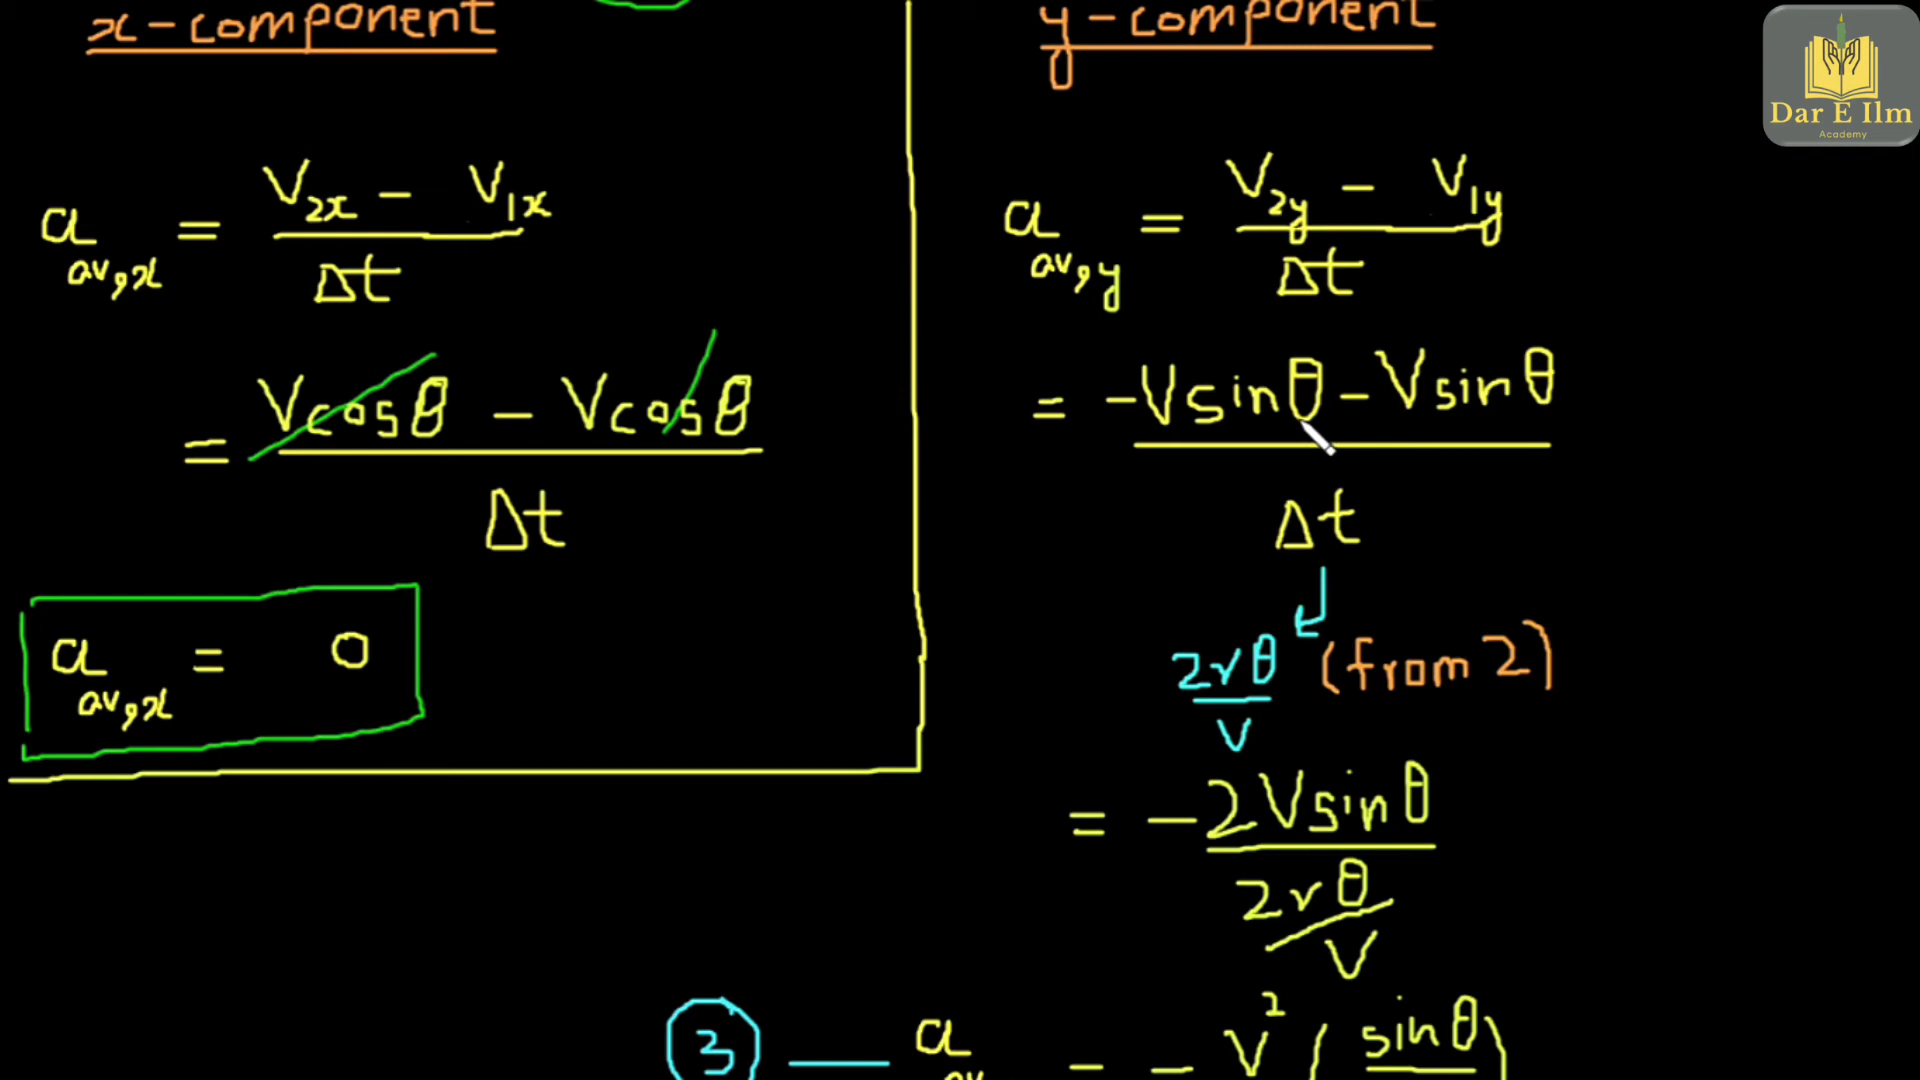 x-component
a av,x = V2x - V1x / Δt
= Vcosθ - Vcosθ / Δt
a av,x = 0
y-component
a av,y = V2y - V1y / Δt
= -Vsinθ - Vsinθ / Δt
2rθ / V (from 2)
= - 2Vsinθ / 2rθ / V
3 — a av = - V² ( sinθ )
Dar E Ilm
Academy